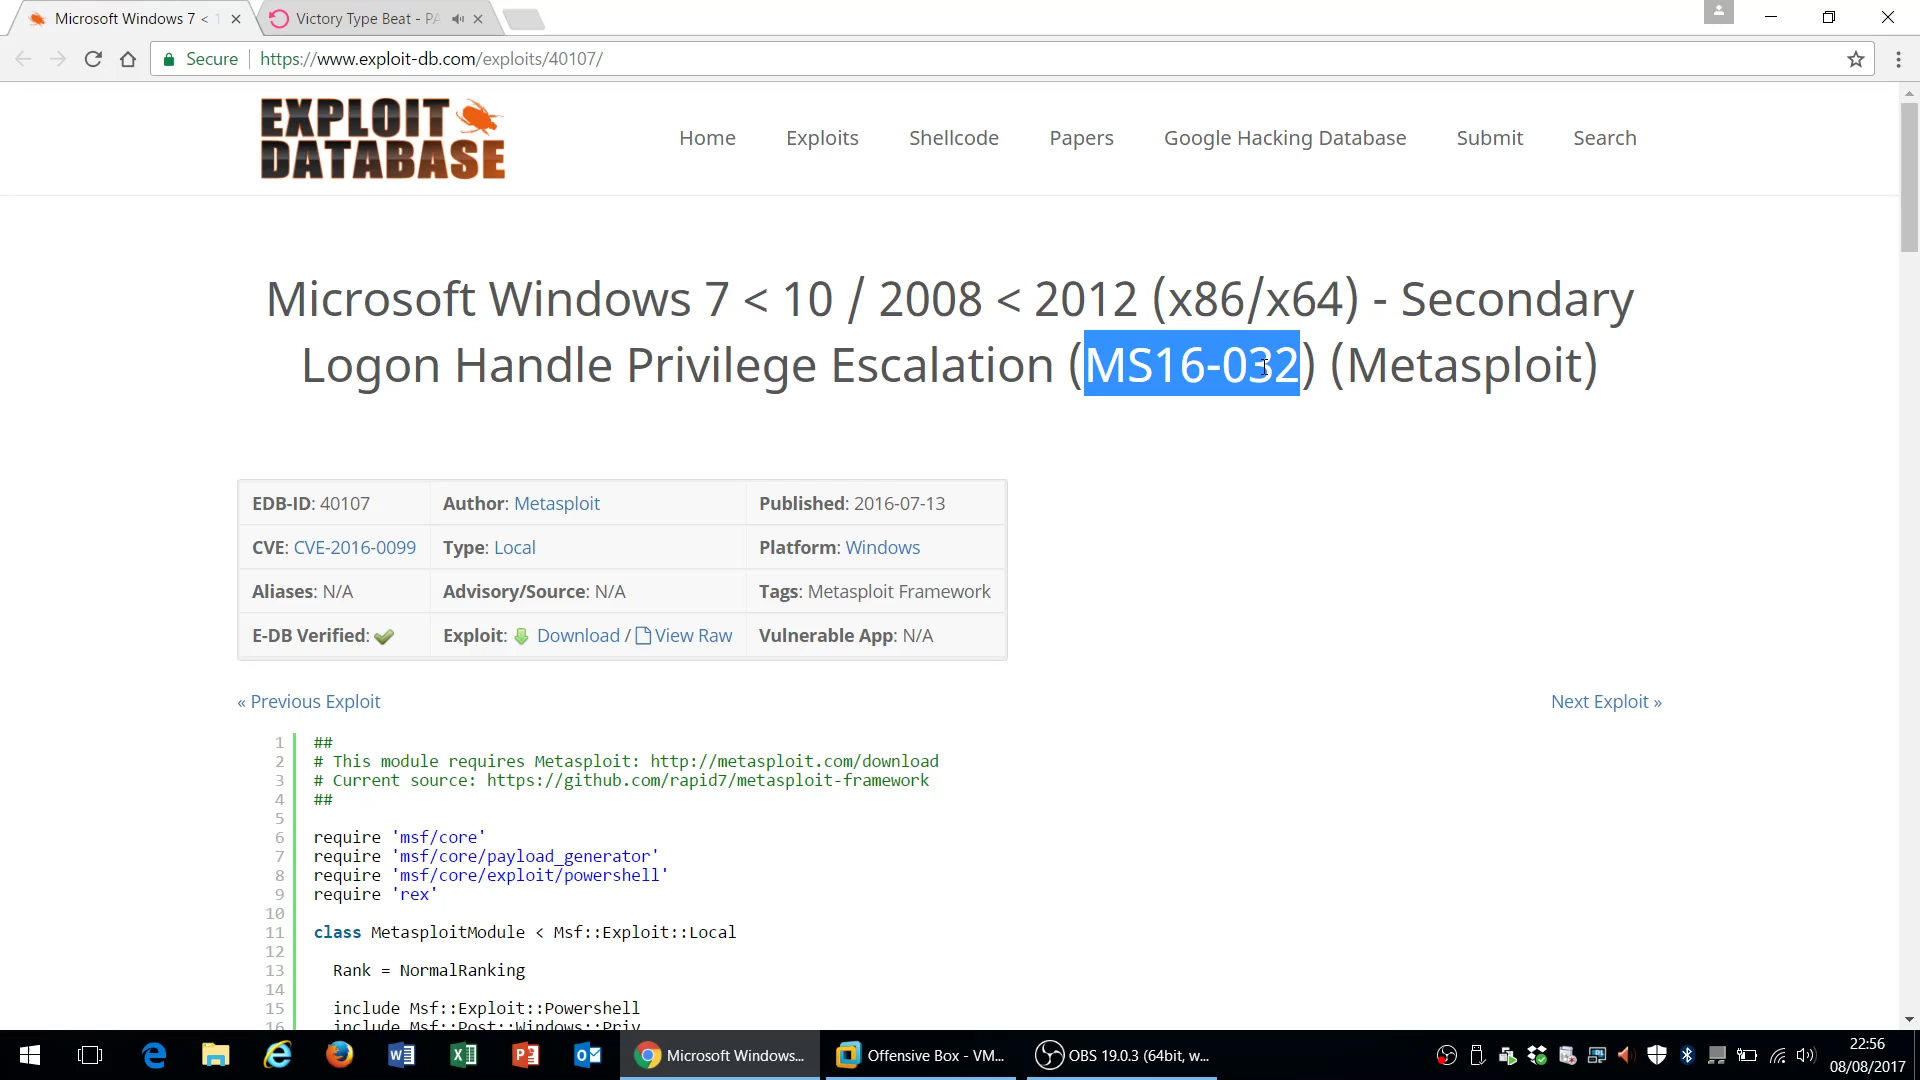 Microsoft Windows 7 <
Victory Type Beat - PA
Secure
https://www.exploit-db.com/exploits/40107/
EXPLOIT
DATABASE
Home
Exploits
Shellcode
Papers
Google Hacking Database
Submit
Search
Microsoft Windows 7 < 10 / 2008 < 2012 (x86/x64) - Secondary
Logon Handle Privilege Escalation (MS16-032) (Metasploit)
EDB-ID: 40107
Author: Metasploit
Published: 2016-07-13
CVE: CVE-2016-0099
Type: Local
Platform: Windows
Aliases: N/A
Advisory/Source: N/A
Tags: Metasploit Framework
E-DB Verified:
Exploit: Download / View Raw
Vulnerable App: N/A
« Previous Exploit
Next Exploit »
1 ##
2 # This module requires Metasploit: http://metasploit.com/download
3 # Current source: https://github.com/rapid7/metasploit-framework
4 ##
5
6 require 'msf/core'
7 require 'msf/core/payload_generator'
8 require 'msf/core/exploit/powershell'
9 require 'rex'
10
11 class MetasploitModule < Msf::Exploit::Local
12
13 Rank = NormalRanking
14
15 include Msf::Exploit::Powershell
16 include Msf::Post::Windows::Priv
Microsoft Windows...
Offensive Box - VM...
OBS 19.0.3 (64bit, w...
22:56
08/08/2017